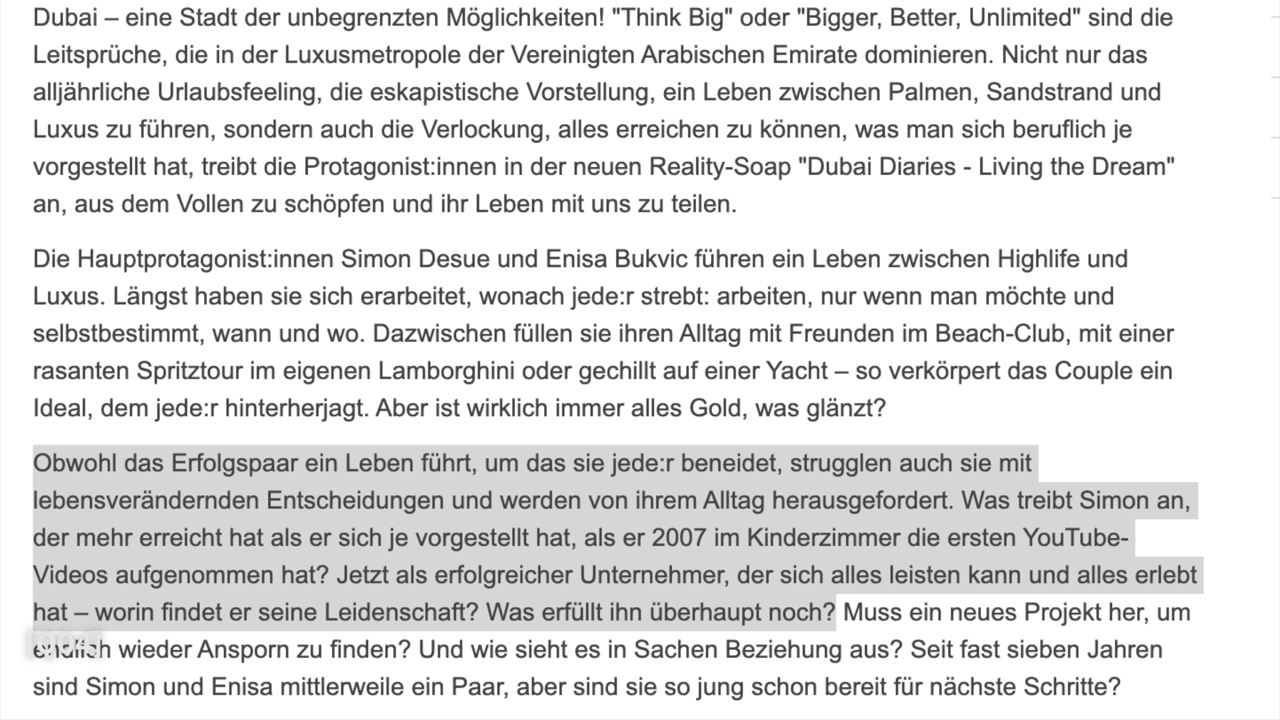 Dubai – eine Stadt der unbegrenzten Möglichkeiten! "Think Big" oder "Bigger, Better, Unlimited" sind die
Leitsprüche, die in der Luxusmetropole der Vereinigten Arabischen Emirate dominieren. Nicht nur das
alljährliche Urlaubsfeeling, die eskapistische Vorstellung, ein Leben zwischen Palmen, Sandstrand und
Luxus zu führen, sondern auch die Verlockung, alles erreichen zu können, was man sich beruflich je
vorgestellt hat, treibt die Protagonist:innen in der neuen Reality-Soap "Dubai Diaries - Living the Dream"
an, aus dem Vollen zu schöpfen und ihr Leben mit uns zu teilen.
Die Hauptprotagonist:innen Simon Desue und Enisa Bukvic führen ein Leben zwischen Highlife und
Luxus. Längst haben sie sich erarbeitet, wonach jede:r strebt: arbeiten, nur wenn man möchte und
selbstbestimmt, wann und wo. Dazwischen füllen sie ihren Alltag mit Freunden im Beach-Club, mit einer
rasanten Spritztour im eigenen Lamborghini oder gechillt auf einer Yacht – so verkörpert das Couple ein
Ideal, dem jede:r hinterherjagt. Aber ist wirklich immer alles Gold, was glänzt?
Obwohl das Erfolgspaar ein Leben führt, um das sie jede:r beneidet, strugglen auch sie mit
lebensverändernden Entscheidungen und werden von ihrem Alltag herausgefordert. Was treibt Simon an,
der mehr erreicht hat als er sich je vorgestellt hat, als er 2007 im Kinderzimmer die ersten YouTube-
Videos aufgenommen hat? Jetzt als erfolgreicher Unternehmer, der sich alles leisten kann und alles erlebt
hat – worin findet er seine Leidenschaft? Was erfüllt ihn überhaupt noch? Muss ein neues Projekt her, um
endlich wieder Ansporn zu finden? Und wie sieht es in Sachen Beziehung aus? Seit fast sieben Jahren
sind Simon und Enisa mittlerweile ein Paar, aber sind sie so jung schon bereit für nächste Schritte?